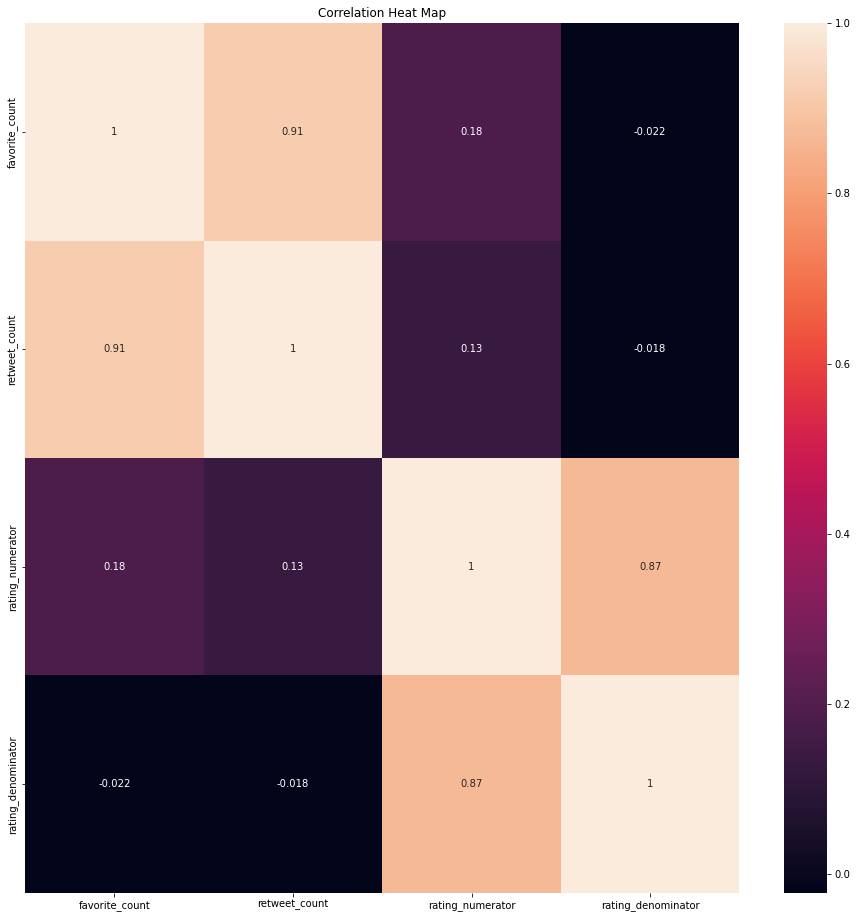 Correlation Heat Map
favorite_count
1
0.91
0.18
-0.022
retweet_count
0.91
1
0.13
-0.018
rating_numerator
0.18
0.13
1
0.87
rating_denominator
-0.022
-0.018
0.87
1
favorite_count
retweet_count
rating_numerator
rating_denominator
1.0
0.8
0.6
0.4
0.2
0.0